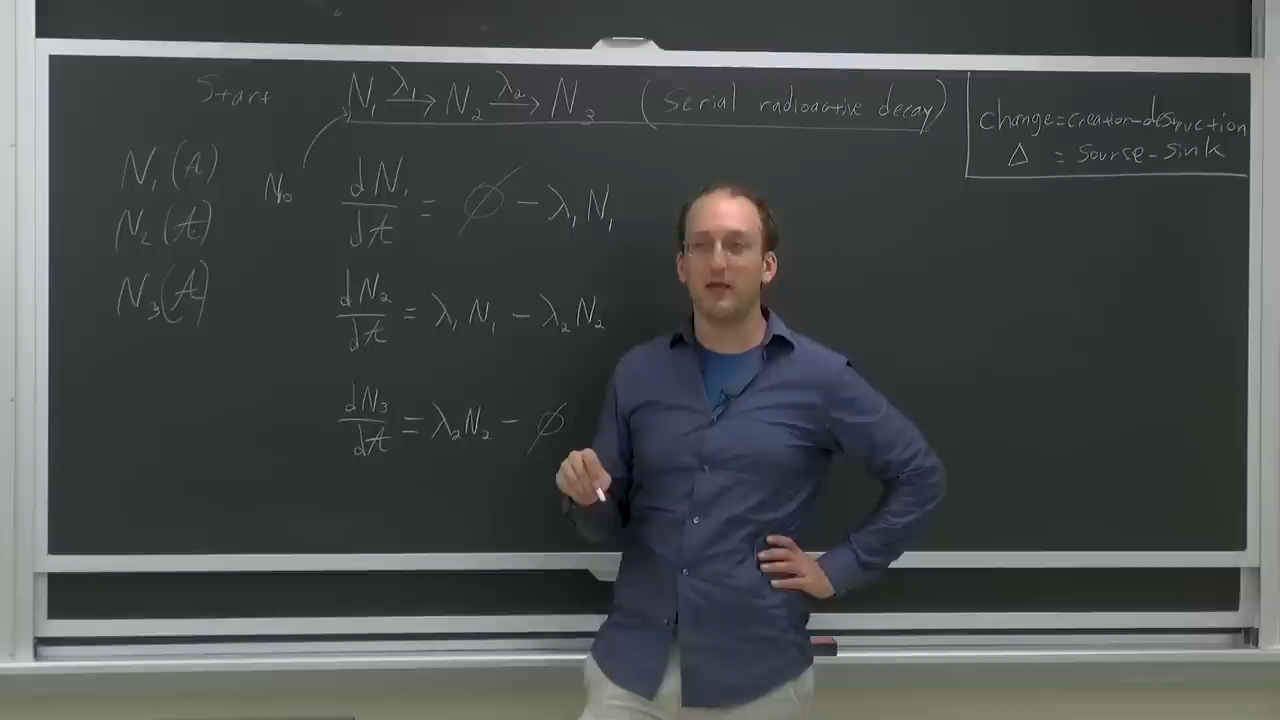 Start N₁ λ₁→ N₂ λ₂→ N₃ (Serial radioactive decay)
change=creation-destruction
Δ = sourse-sink
N₁(t)
N₂(t)
N₃(t)
N₀
dN₁/dt = ∅ - λ₁N₁
dN₂/dt = λ₁N₁ - λ₂N₂
dN₃/dt = λ₂N₂ - ∅